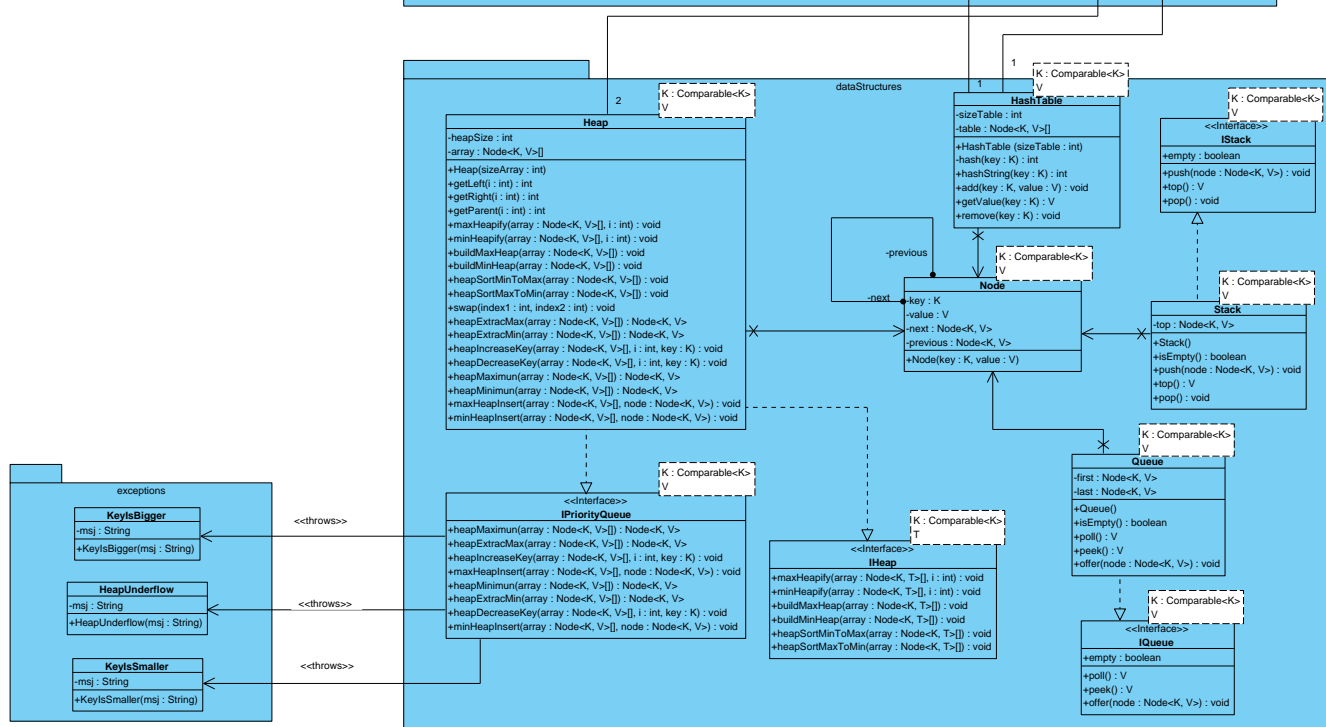 dataStructures
2
1
1
K : Comparable<K>
V
Heap
-heapSize : int
-array : Node<K, V>[]
+Heap(sizeArray : int)
+getLeft(i : int) : int
+getRight(i : int) : int
+getParent(i : int) : int
+maxHeapify(array : Node<K, V>[], i : int) : void
+minHeapify(array : Node<K, V>[], i : int) : void
+buildMaxHeap(array : Node<K, V>[]) : void
+buildMinHeap(array : Node<K, V>[]) : void
+heapSortMinToMax(array : Node<K, V>[]) : void
+heapSortMaxToMin(array : Node<K, V>[]) : void
+swap(index1 : int, index2 : int) : void
+heapExtracMax(array : Node<K, V>[]) : Node<K, V>
+heapExtracMin(array : Node<K, V>[]) : Node<K, V>
+heapIncreaseKey(array : Node<K, V>[], i : int, key : K) : void
+heapDecreaseKey(array : Node<K, V>[], i : int, key : K) : void
+heapMaximun(array : Node<K, V>[]) : Node<K, V>
+heapMinimun(array : Node<K, V>[]) : Node<K, V>
+maxHeapInsert(array : Node<K, V>[], node : Node<K, V>) : void
+minHeapInsert(array : Node<K, V>[], node : Node<K, V>) : void
K : Comparable<K>
V
HashTable
-sizeTable : int
-table : Node<K, V>[]
+HashTable (sizeTable : int)
-hash(key : K) : int
+hashString(key : K) : int
+add(key : K, value : V) : void
+getValue(key : K) : V
+remove(key : K) : void
K : Comparable<K>
V
<<Interface>>
IStack
+empty : boolean
+push(node : Node<K, V>) : void
+top() : V
+pop() : void
-previous
-next
K : Comparable<K>
V
Node
-key : K
-value : V
-next : Node<K, V>
-previous : Node<K, V>
+Node(key : K, value : V)
K : Comparable<K>
V
Stack
-top : Node<K, V>
+Stack()
+isEmpty() : boolean
+push(node : Node<K, V>) : void
+top() : V
+pop() : void
K : Comparable<K>
V
Queue
-first : Node<K, V>
-last : Node<K, V>
+Queue()
+isEmpty() : boolean
+poll() : V
+peek() : V
+offer(node : Node<K, V>) : void
exceptions
KeyIsBigger
-msj : String
+KeyIsBigger(msj : String)
HeapUnderflow
-msj : String
+HeapUnderflow(msj : String)
KeyIsSmaller
-msj : String
+KeyIsSmaller(msj : String)
<<throws>>
<<throws>>
<<throws>>
K : Comparable<K>
V
<<Interface>>
IPriorityQueue
+heapMaximun(array : Node<K, V>[]) : Node<K, V>
+heapExtracMax(array : Node<K, V>[]) : Node<K, V>
+heapIncreaseKey(array : Node<K, V>[], i : int, key : K) : void
+maxHeapInsert(array : Node<K, V>[], node : Node<K, V>) : void
+heapMinimun(array : Node<K, V>[]) : Node<K, V>
+heapExtracMin(array : Node<K, V>[]) : Node<K, V>
+heapDecreaseKey(array : Node<K, V>[], i : int, key : K) : void
+minHeapInsert(array : Node<K, V>[], node : Node<K, V>) : void
K : Comparable<K>
T
<<Interface>>
IHeap
+maxHeapify(array : Node<K, T>[], i : int) : void
+minHeapify(array : Node<K, T>[], i : int) : void
+buildMaxHeap(array : Node<K, T>[]) : void
+buildMinHeap(array : Node<K, T>[]) : void
+heapSortMinToMax(array : Node<K, T>[]) : void
+heapSortMaxToMin(array : Node<K, T>[]) : void
K : Comparable<K>
V
<<Interface>>
IQueue
+empty : boolean
+poll() : V
+peek() : V
+offer(node : Node<K, V>) : void